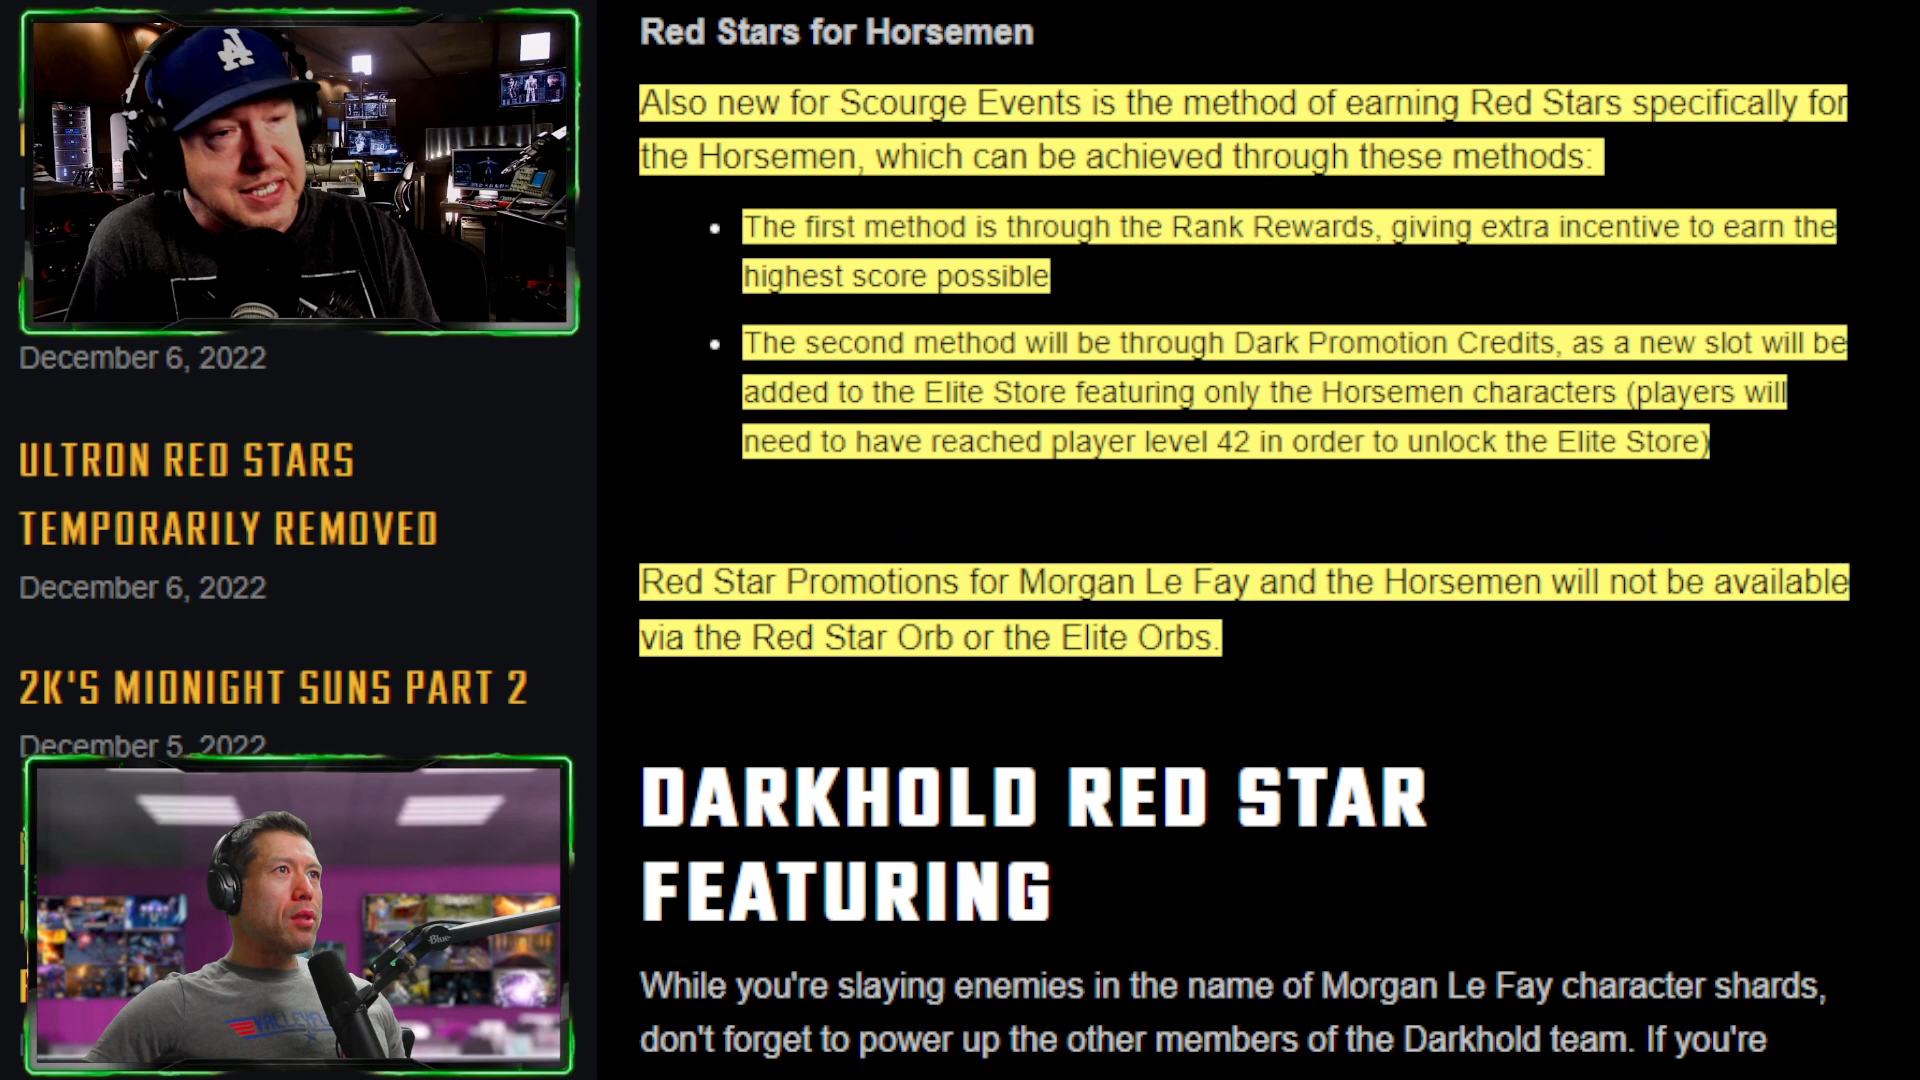 December 6, 2022
ULTRON RED STARS
TEMPORARILY REMOVED
December 6, 2022
2K'S MIDNIGHT SUNS PART 2
December 5, 2022
Blue
Red Stars for Horsemen
Also new for Scourge Events is the method of earning Red Stars specifically for
the Horsemen, which can be achieved through these methods:
The first method is through the Rank Rewards, giving extra incentive to earn the
highest score possible
The second method will be through Dark Promotion Credits, as a new slot will be
added to the Elite Store featuring only the Horsemen characters (players will
need to have reached player level 42 in order to unlock the Elite Store)
Red Star Promotions for Morgan Le Fay and the Horsemen will not be available
via the Red Star Orb or the Elite Orbs.
DARKHOLD RED STAR
FEATURING
While you're slaying enemies in the name of Morgan Le Fay character shards,
don't forget to power up the other members of the Darkhold team. If you're